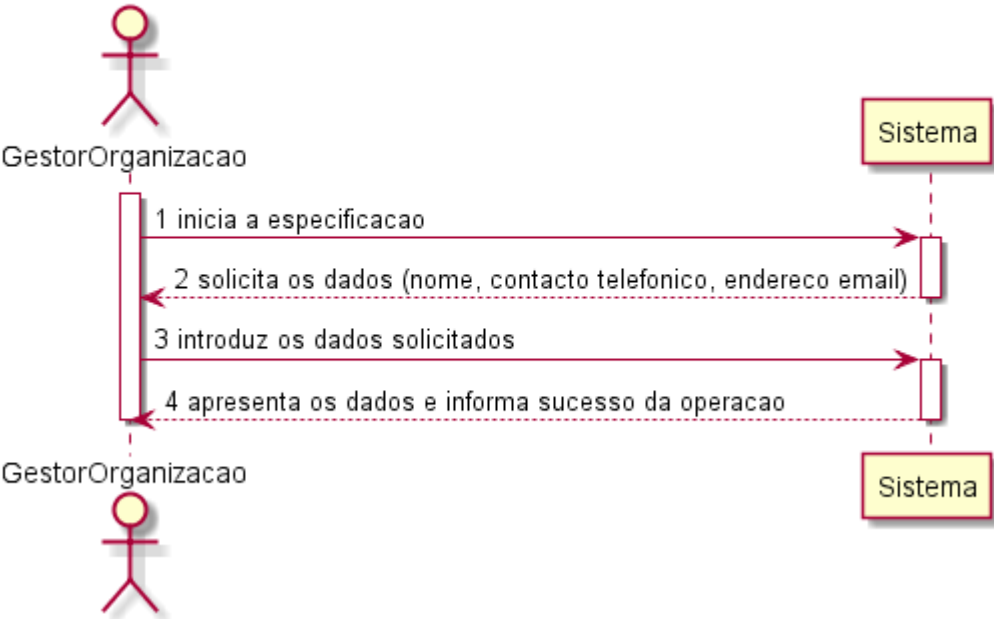 GestorOrganizacao
Sistema
1 inicia a especificacao
2 solicita os dados (nome, contacto telefonico, endereco email)
3 introduz os dados solicitados
4 apresenta os dados e informa sucesso da operacao
GestorOrganizacao
Sistema